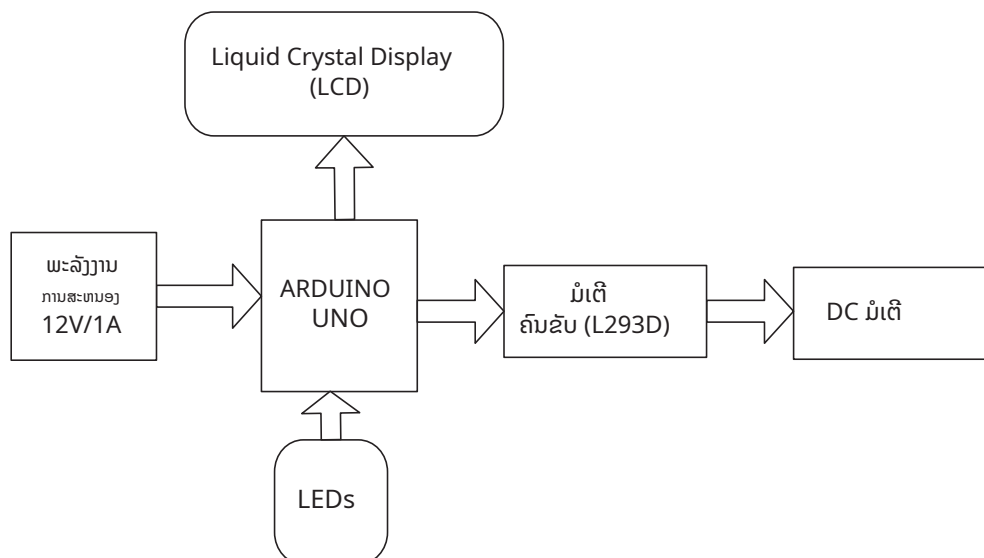 Liquid Crystal Display
(LCD)
ພະລັງງານ
ການສະຫນອງ
12V/1A
ARDUINO
UNO
ມໍເຕີ
ຄົນຂັບ (L293D)
DC ມໍເຕີ
LEDs